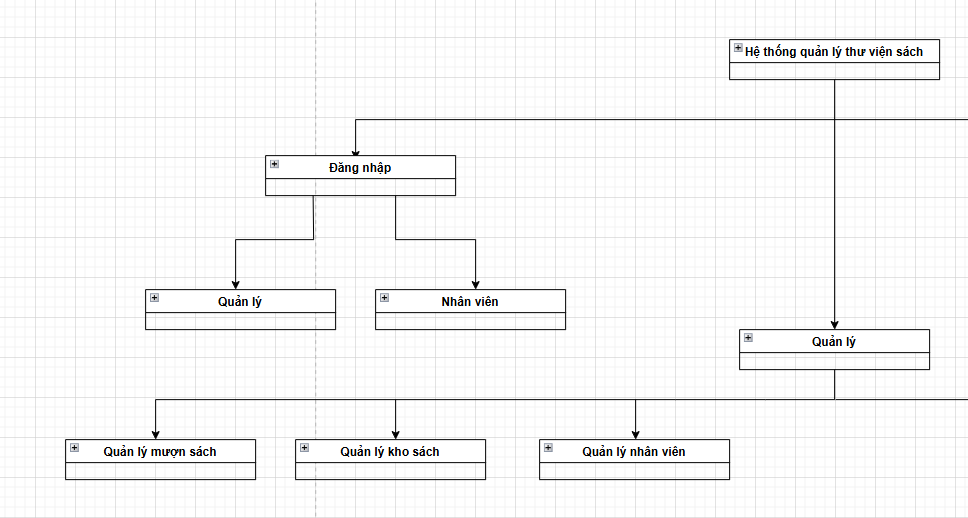 Hệ thống quản lý thư viện sách
Đăng nhập
Quản lý
Nhân viên
Quản lý
Quản lý mượn sách
Quản lý kho sách
Quản lý nhân viên